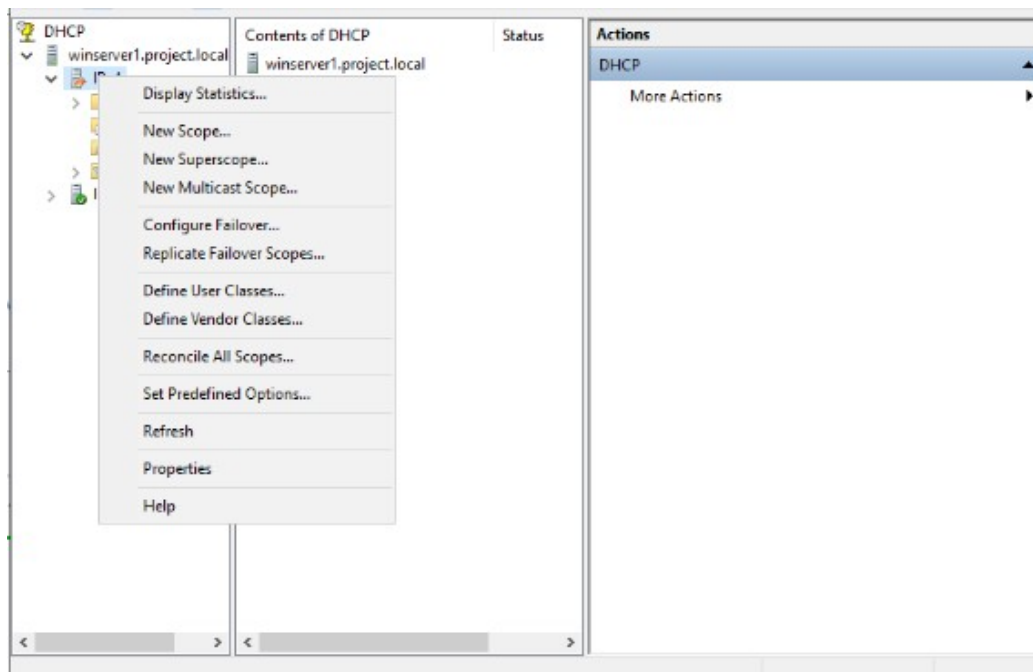 DHCP
winserver1.project.local
Contents of DHCP
Status
winserver1.project.local
Actions
DHCP
More Actions
Display Statistics...
New Scope...
New Superscope...
New Multicast Scope...
Configure Failover...
Replicate Failover Scopes...
Define User Classes...
Define Vendor Classes...
Reconcile All Scopes...
Set Predefined Options...
Refresh
Properties
Help